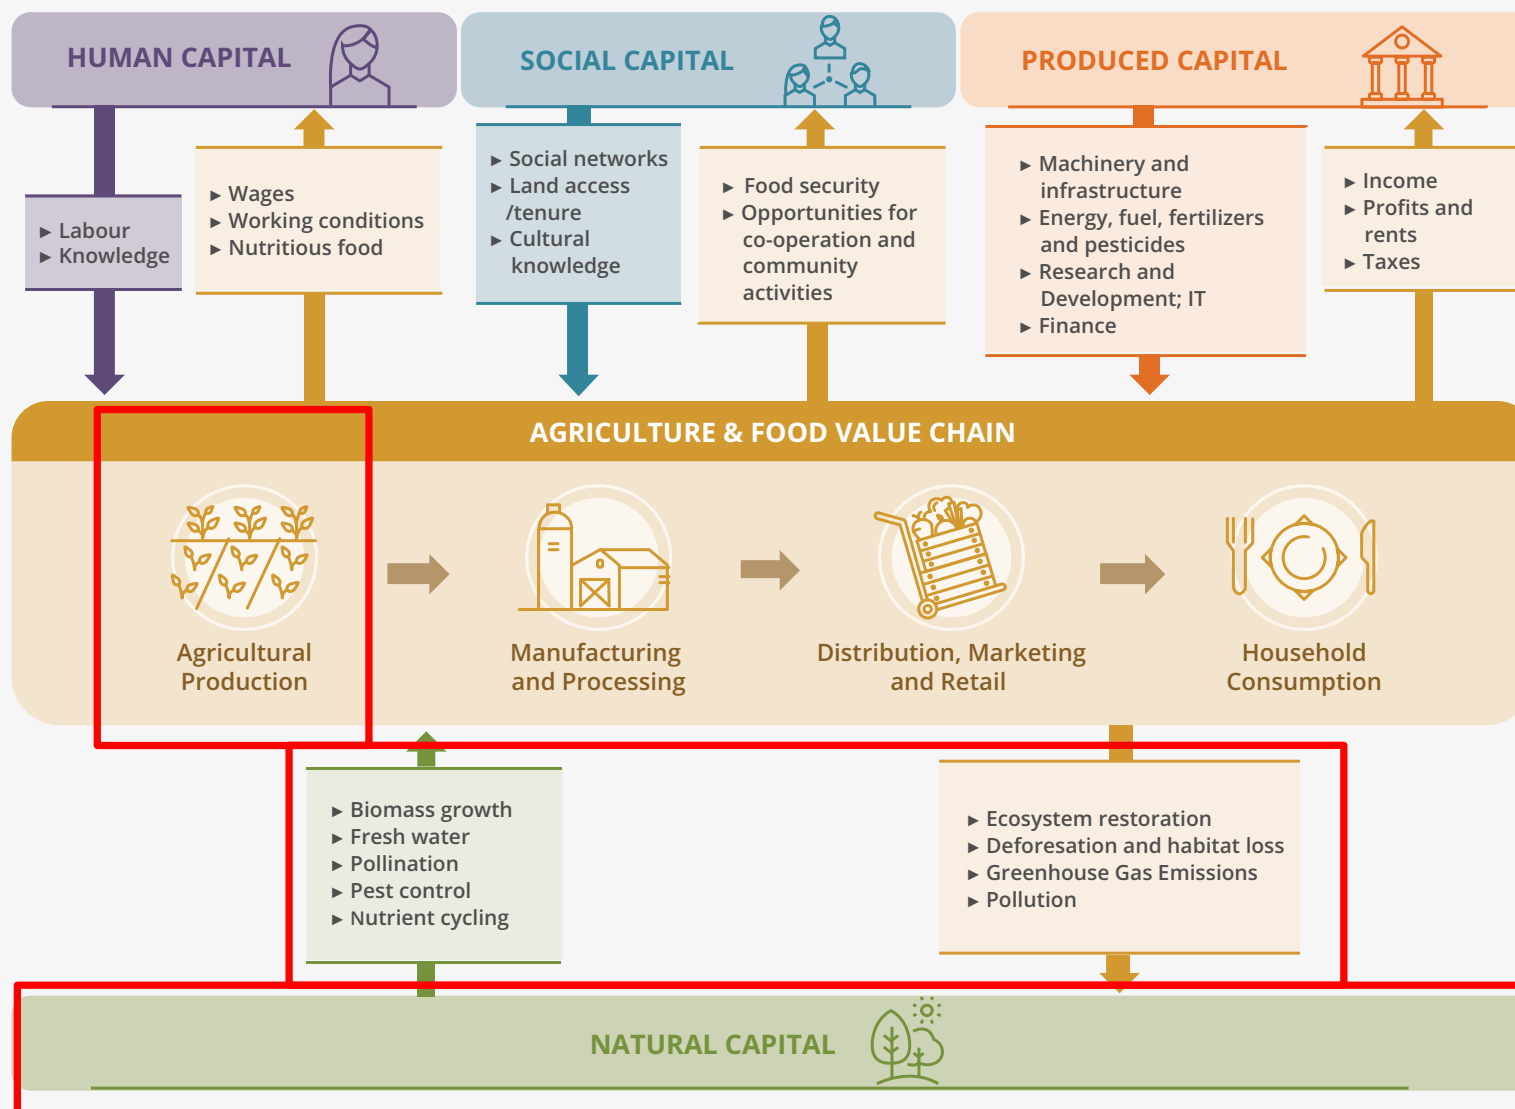 HUMAN CAPITAL
SOCIAL CAPITAL
PRODUCED CAPITAL
► Labour
► Knowledge
► Wages
► Working conditions
► Nutritious food
► Social networks
► Land access
/tenure
► Cultural
knowledge
► Food security
► Opportunities for
co-operation and
community
activities
► Machinery and
infrastructure
► Energy, fuel, fertilizers
and pesticides
► Research and
Development; IT
► Finance
► Income
► Profits and
rents
► Taxes
AGRICULTURE & FOOD VALUE CHAIN
Agricultural
Production
Manufacturing
and Processing
Distribution, Marketing
and Retail
Household
Consumption
► Biomass growth
► Fresh water
► Pollination
► Pest control
► Nutrient cycling
► Ecosystem restoration
► Deforesation and habitat loss
► Greenhouse Gas Emissions
► Pollution
NATURAL CAPITAL